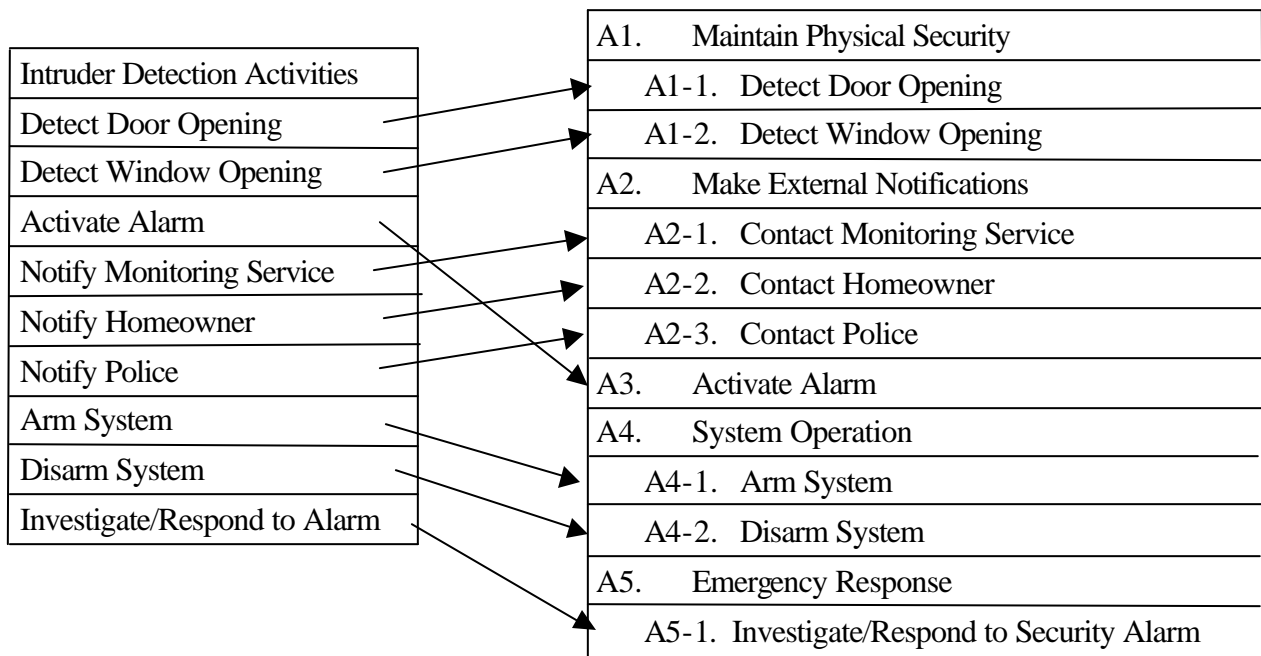 Intruder Detection Activities
Detect Door Opening
Detect Window Opening
Activate Alarm
Notify Monitoring Service
Notify Homeowner
Notify Police
Arm System
Disarm System
Investigate/Respond to Alarm
A1. Maintain Physical Security
A1-1. Detect Door Opening
A1-2. Detect Window Opening
A2. Make External Notifications
A2-1. Contact Monitoring Service
A2-2. Contact Homeowner
A2-3. Contact Police
A3. Activate Alarm
A4. System Operation
A4-1. Arm System
A4-2. Disarm System
A5. Emergency Response
A5-1. Investigate/Respond to Security Alarm